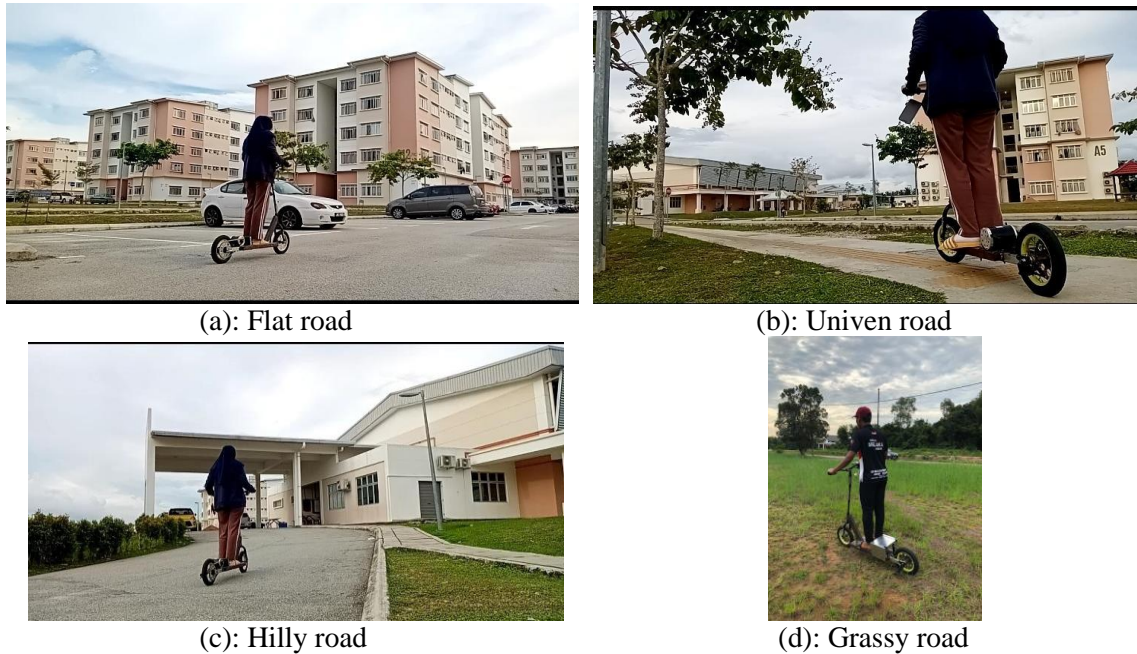 A5
(a): Flat road
(b): Univen road
(c): Hilly road
(d): Grassy road